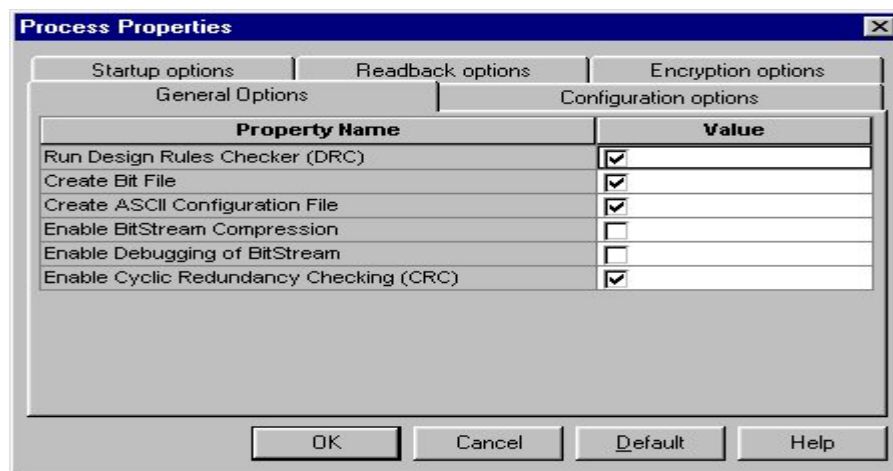 Process Properties
Startup options
Readback options
Encryption options
General Options
Configuration options
Property Name
Value
Run Design Rules Checker (DRC)
Create Bit File
Create ASCII Configuration File
Enable BitStream Compression
Enable Debugging of BitStream
Enable Cyclic Redundancy Checking (CRC)
OK
Cancel
Default
Help